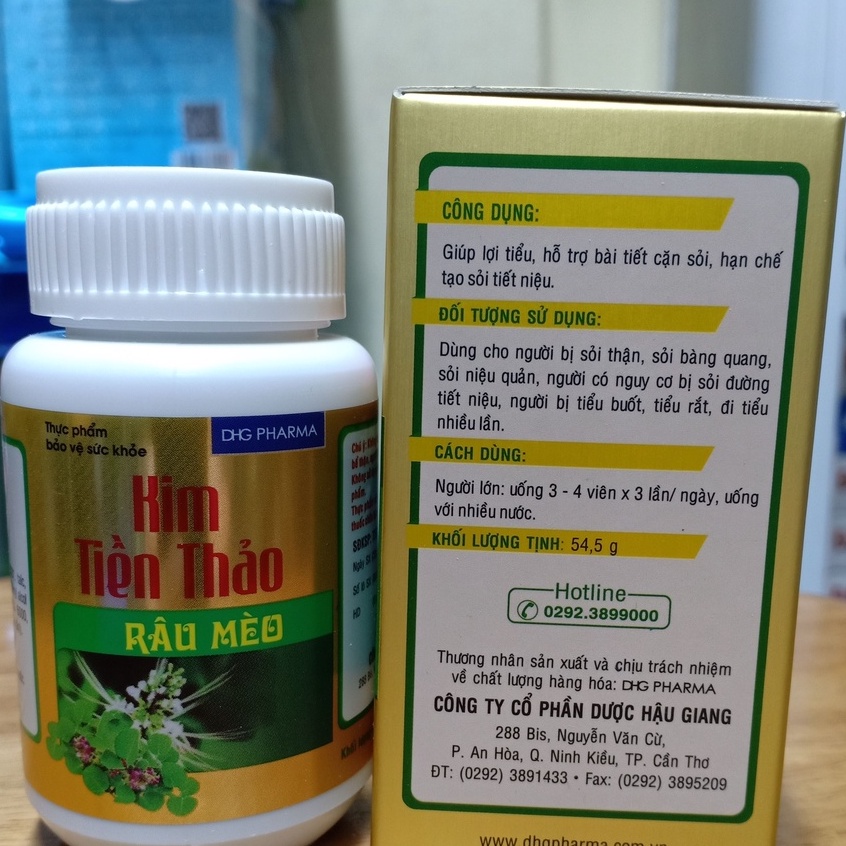 Thực phẩm
bảo vệ sức khỏe
DHG PHARMA
Kim
Tiền Thảo
RÂU MÈO
CÔNG DỤNG:
Giúp lợi tiểu, hỗ trợ bài tiết cặn sỏi, hạn chế
tạo sỏi tiết niệu.
ĐỐI TƯỢNG SỬ DỤNG:
Dùng cho người bị sỏi thận, sỏi bàng quang,
sỏi niệu quản, người có nguy cơ bị sỏi đường
tiết niệu, người bị tiểu buốt, tiểu rắt, đi tiểu
nhiều lần.
CÁCH DÙNG:
Người lớn: uống 3 - 4 viên x 3 lần/ ngày, uống
với nhiều nước.
KHỐI LƯỢNG TỊNH: 54,5 g
Hotline
0292.3899000
Thương nhân sản xuất và chịu trách nhiệm
về chất lượng hàng hóa: DHG PHARMA
CÔNG TY CỔ PHẦN DƯỢC HẬU GIANG
288 Bis, Nguyễn Văn Cừ,
P. An Hòa, Q. Ninh Kiều, TP. Cần Thơ
ĐT: (0292) 3891433 • Fax: (0292) 3895209
www.dhgpharma.com.vn